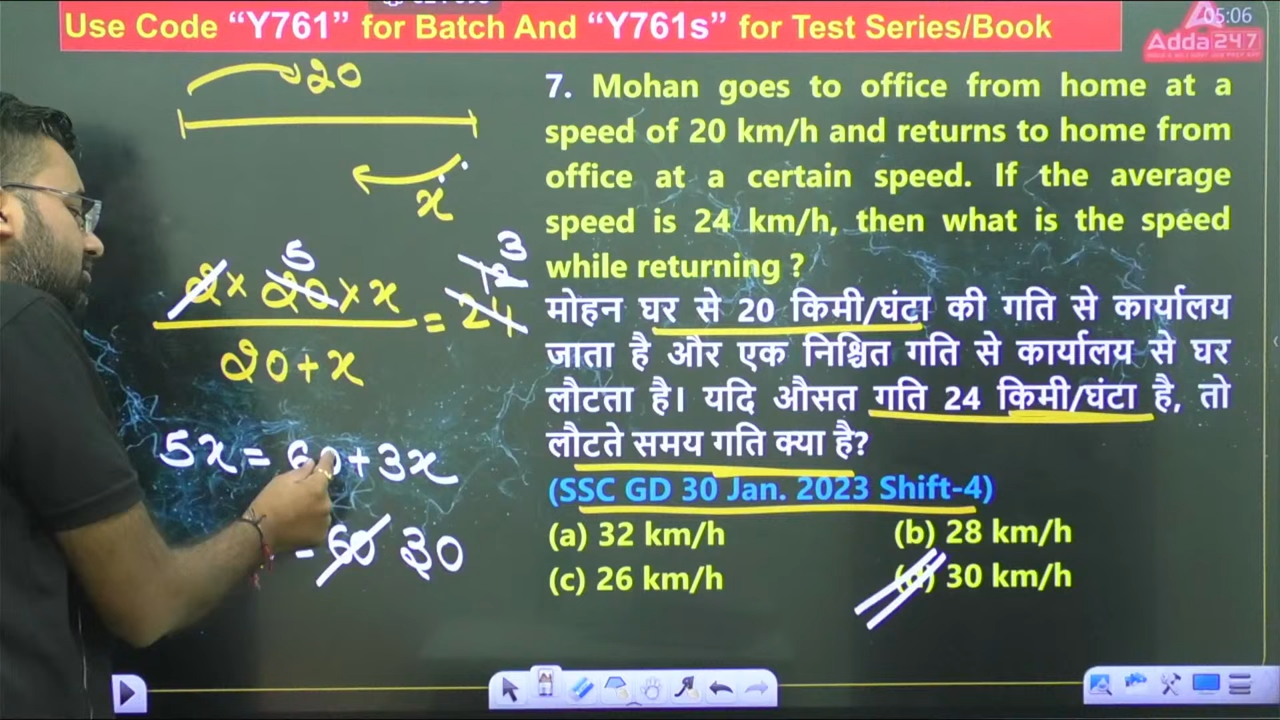 Use Code “Y761” for Batch And “Y761s” for Test Series/Book
05:06
Adda247
20
x
5 3
2 × 20 × x = 24 12
20 + x
5x = 60 + 3x
= 60 30
7. Mohan goes to office from home at a
speed of 20 km/h and returns to home from
office at a certain speed. If the average
speed is 24 km/h, then what is the speed
while returning ?
मोहन घर से 20 किमी/घंटा की गति से कार्यालय
जाता है और एक निश्चित गति से कार्यालय से घर
लौटता है। यदि औसत गति 24 किमी/घंटा है, तो
लौटते समय गति क्या है?
(SSC GD 30 Jan. 2023 Shift-4)
(a) 32 km/h (b) 28 km/h
(c) 26 km/h (d) 30 km/h